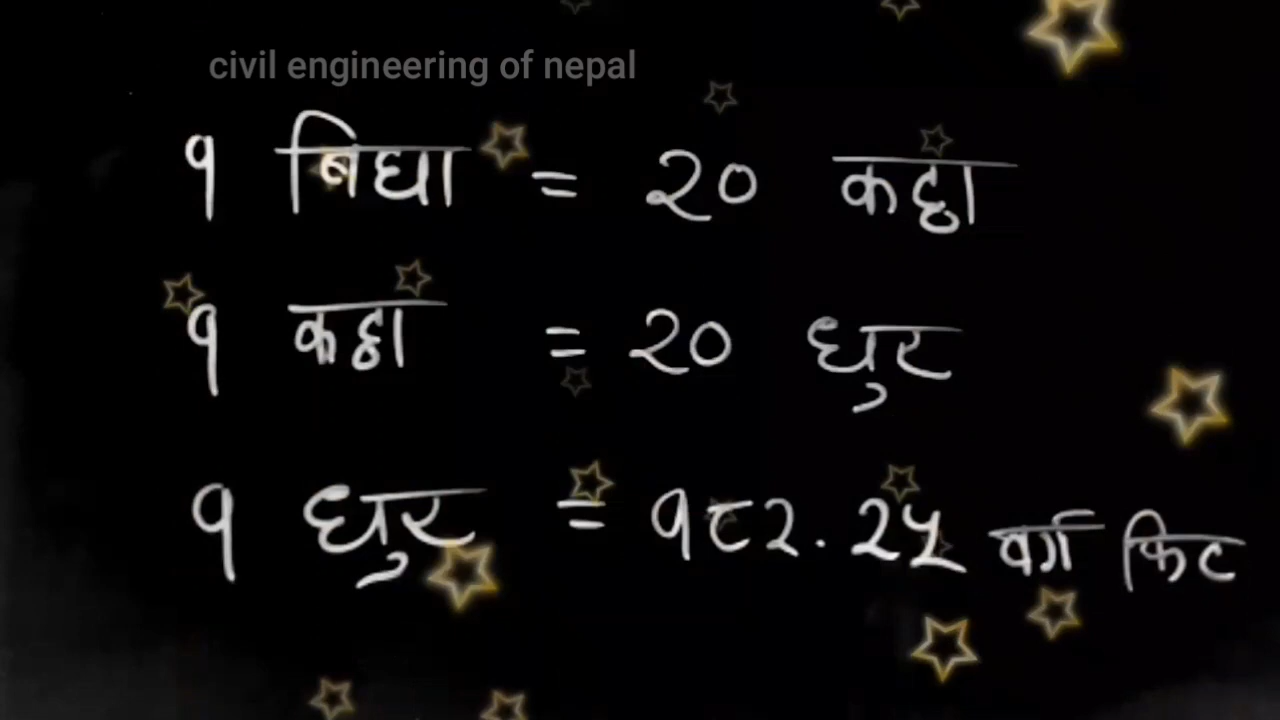 civil engineering of nepal
१ बिघा = २० कठ्ठा
१ कठ्ठा = २० धुर
१ धुर = १८२.२५ वर्ग फिट